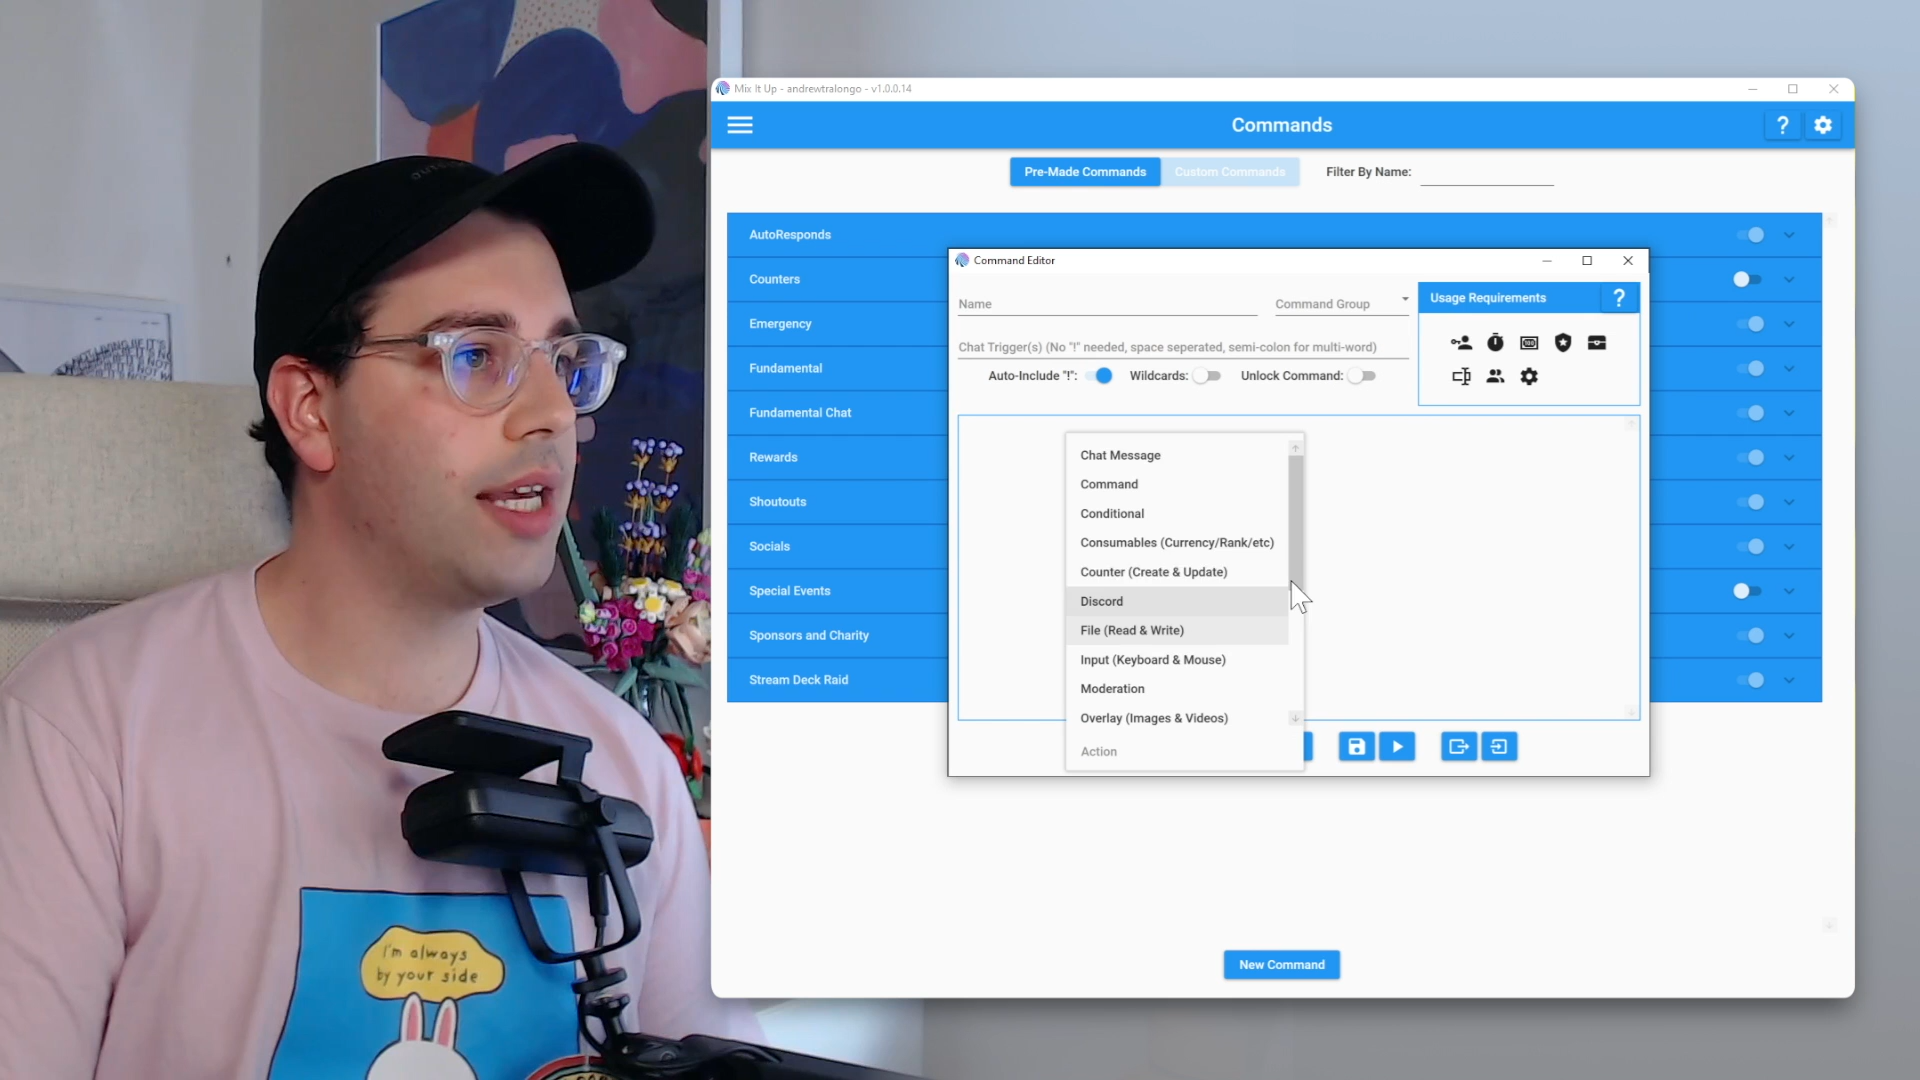 Mix It Up - andrewtralongo - v1.0.0.14
Commands
?
Pre-Made Commands
Custom Commands
Filter By Name:
AutoResponds
Counters
Emergency
Fundamental
Fundamental Chat
Rewards
Shoutouts
Socials
Special Events
Sponsors and Charity
Stream Deck Raid
Command Editor
Name
Command Group
Usage Requirements
?
Chat Trigger(s) (No "!" needed, space seperated, semi-colon for multi-word)
Auto-Include "!":
Wildcards:
Unlock Command:
Chat Message
Command
Conditional
Consumables (Currency/Rank/etc)
Counter (Create & Update)
Discord
File (Read & Write)
Input (Keyboard & Mouse)
Moderation
Overlay (Images & Videos)
Action
New Command
I'm always
by your side